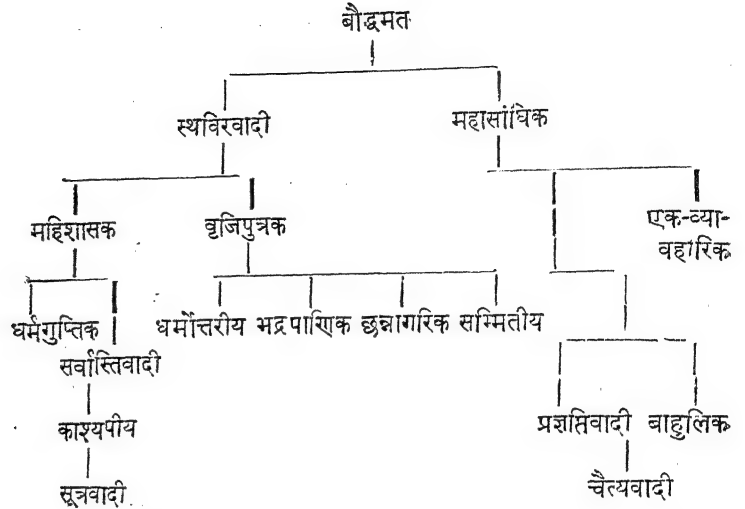 बौद्धमत
स्थविरवादी महासांघिक
महिशासक वृजिपुत्रक एक-व्या-
वहारिक
धर्मगुप्तिक धर्मोत्तरीय भद्रपाणिक छन्नागरिक सम्मितीय
सर्वास्तिवादी
काश्यपीय प्रज्ञप्तिवादी बाहुलिक
सूत्रवादी चैत्यवादी